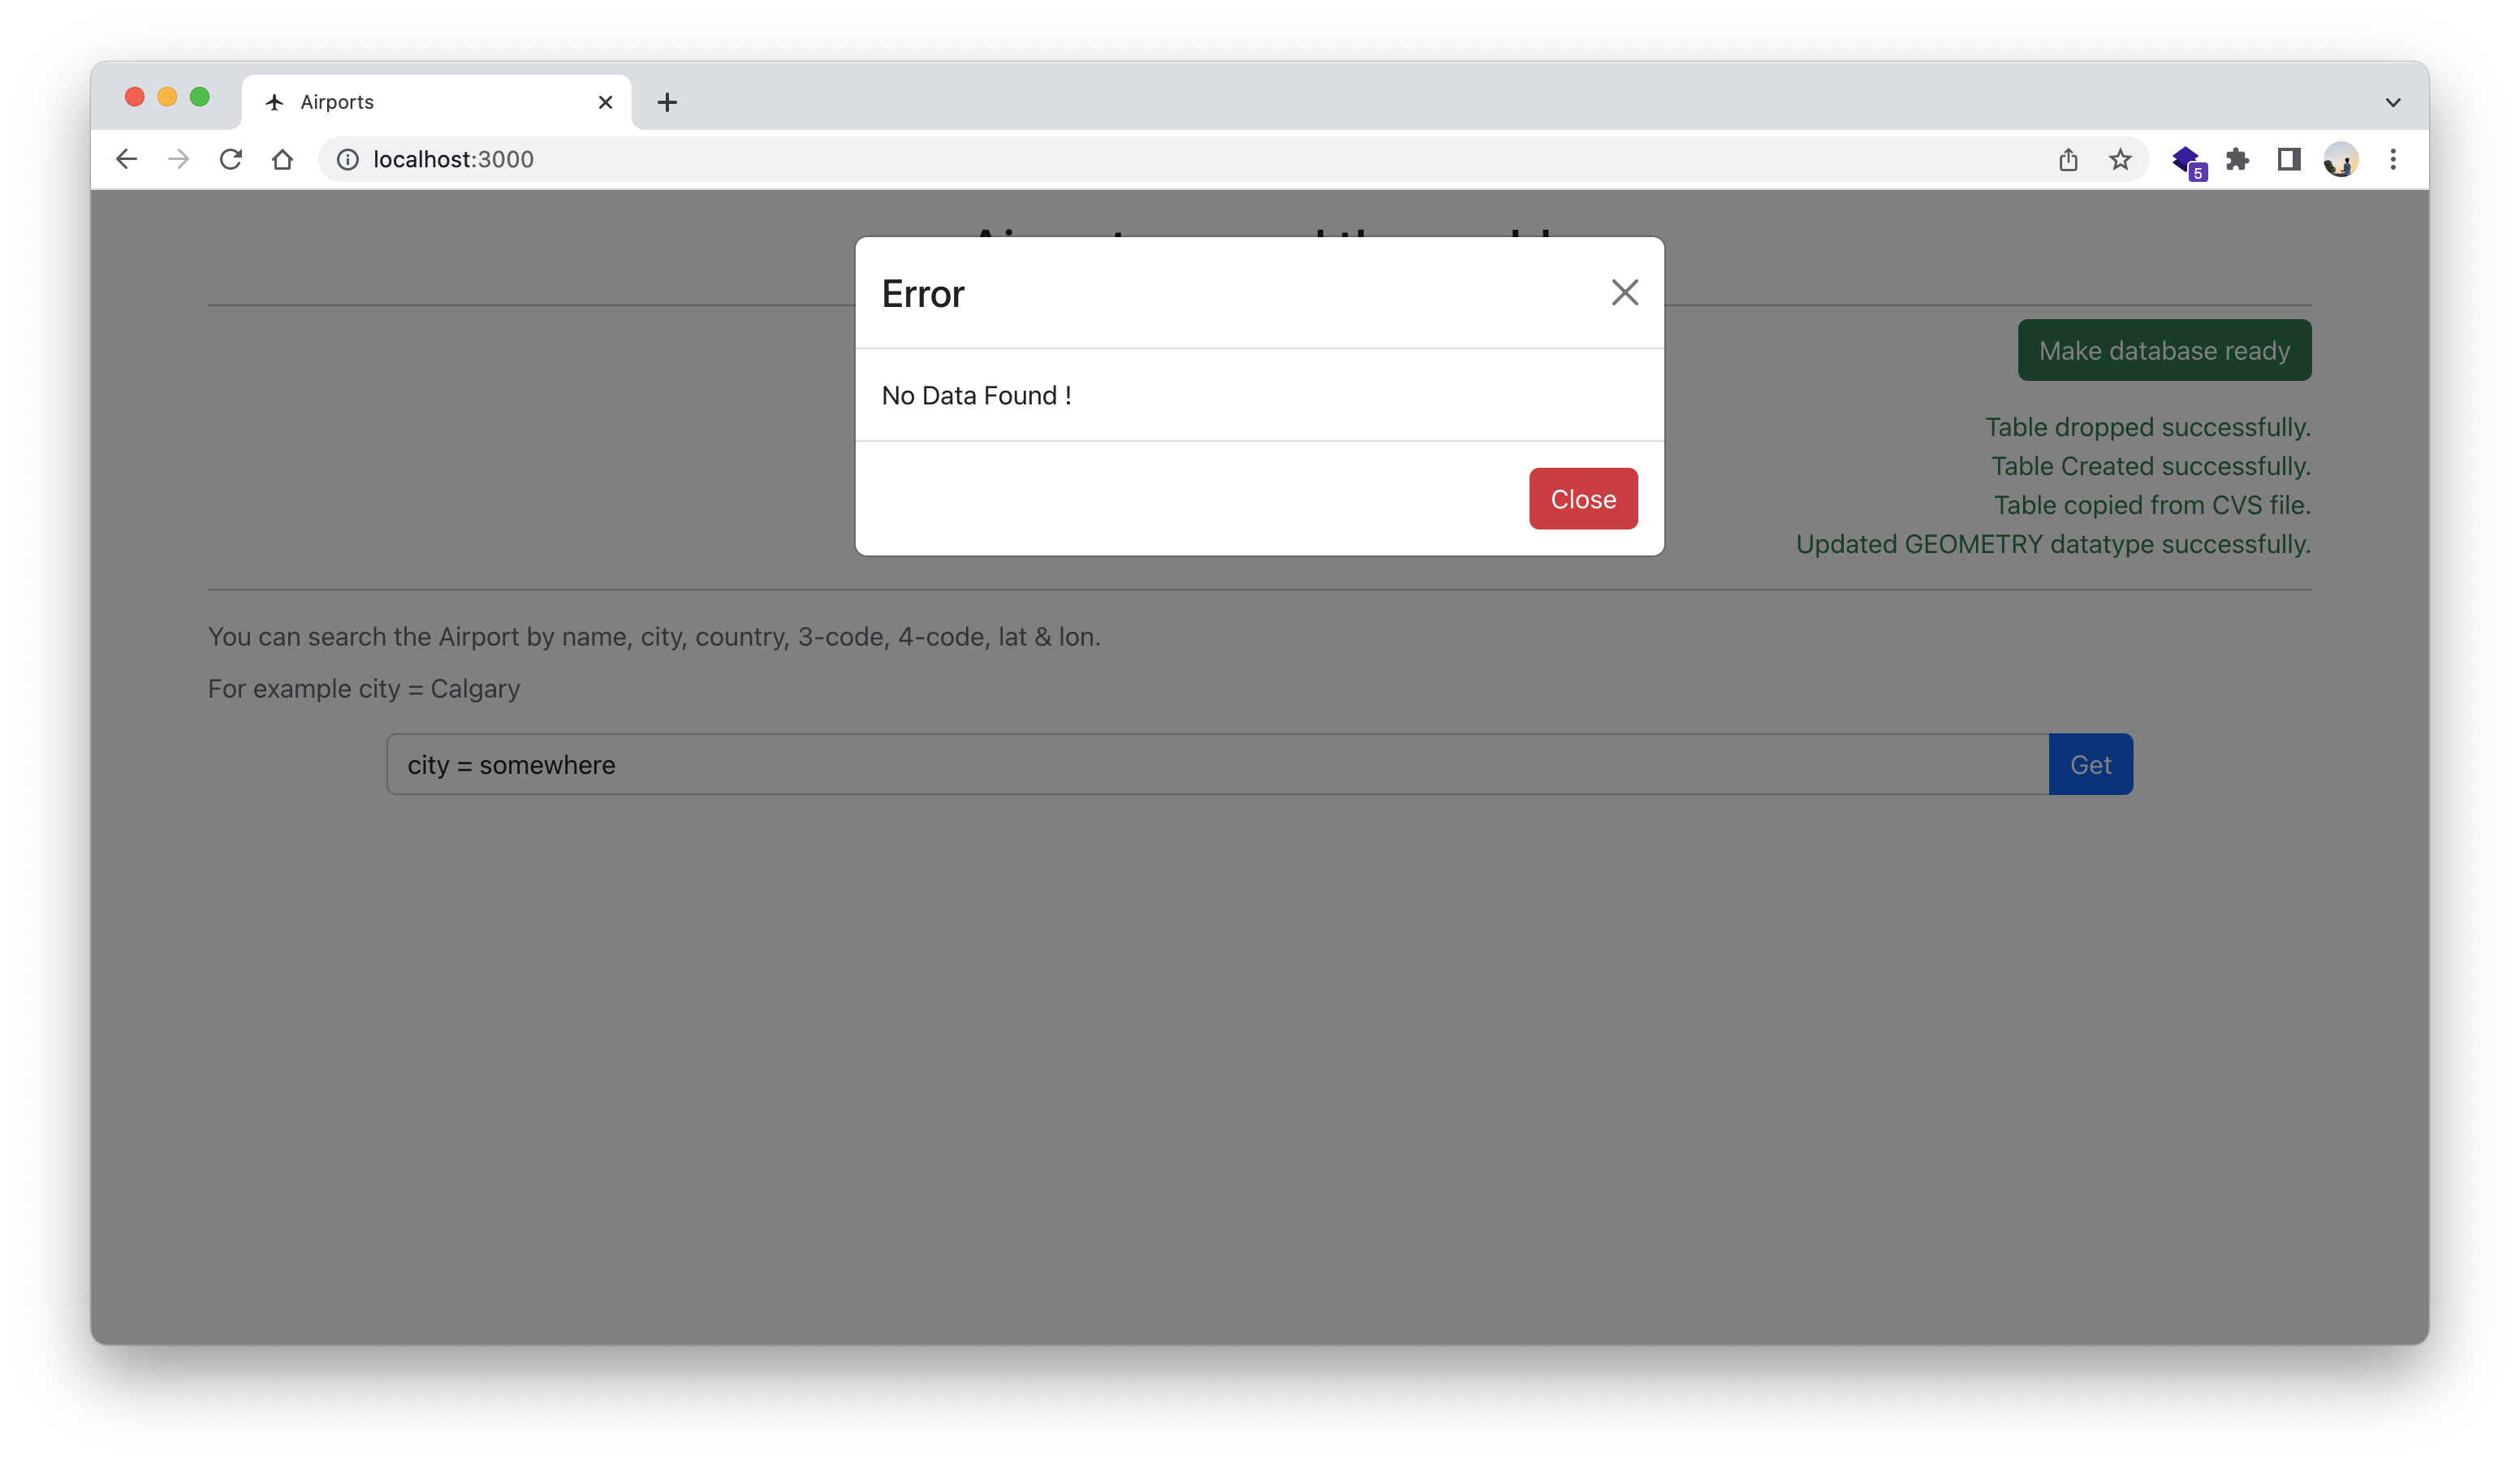 Airports
localhost:3000
5
Error
No Data Found !
Close
Make database ready
Table dropped successfully.
Table Created successfully.
Table copied from CVS file.
Updated GEOMETRY datatype successfully.
You can search the Airport by name, city, country, 3-code, 4-code, lat & lon.
For example city = Calgary
city = somewhere
Get